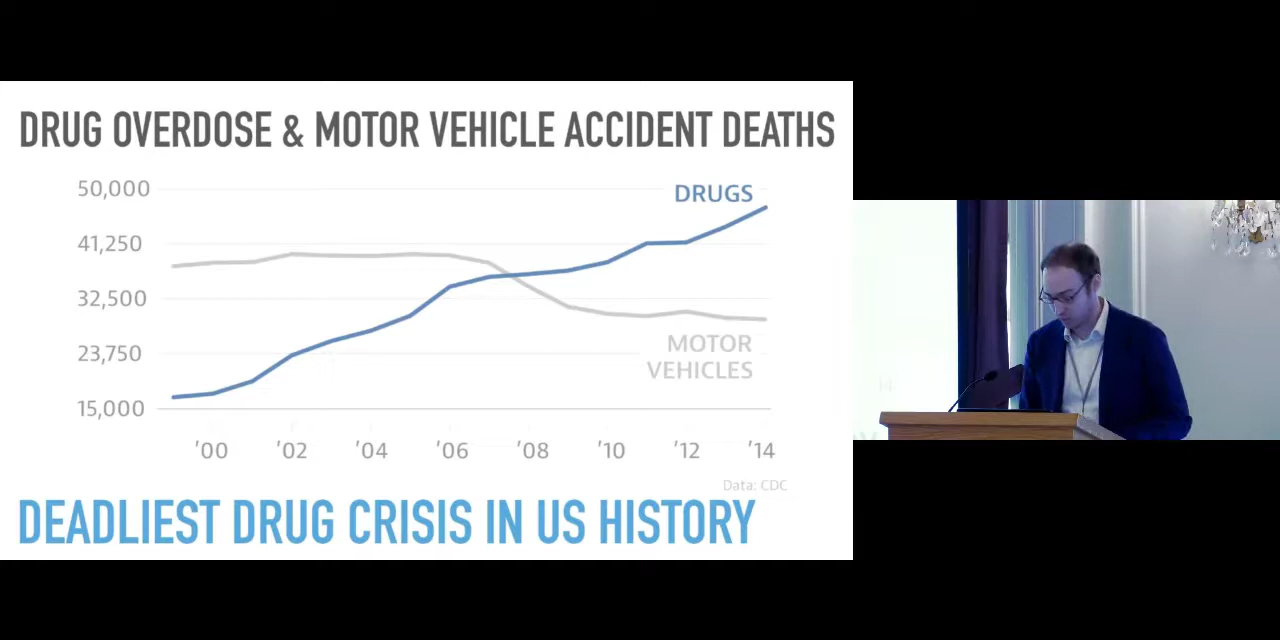 DRUG OVERDOSE & MOTOR VEHICLE ACCIDENT DEATHS
50,000
41,250
32,500
23,750
15,000
DRUGS
MOTOR
VEHICLES
'00 '02 '04 '06 '08 '10 '12 '14
Data: CDC
DEADLIEST DRUG CRISIS IN US HISTORY